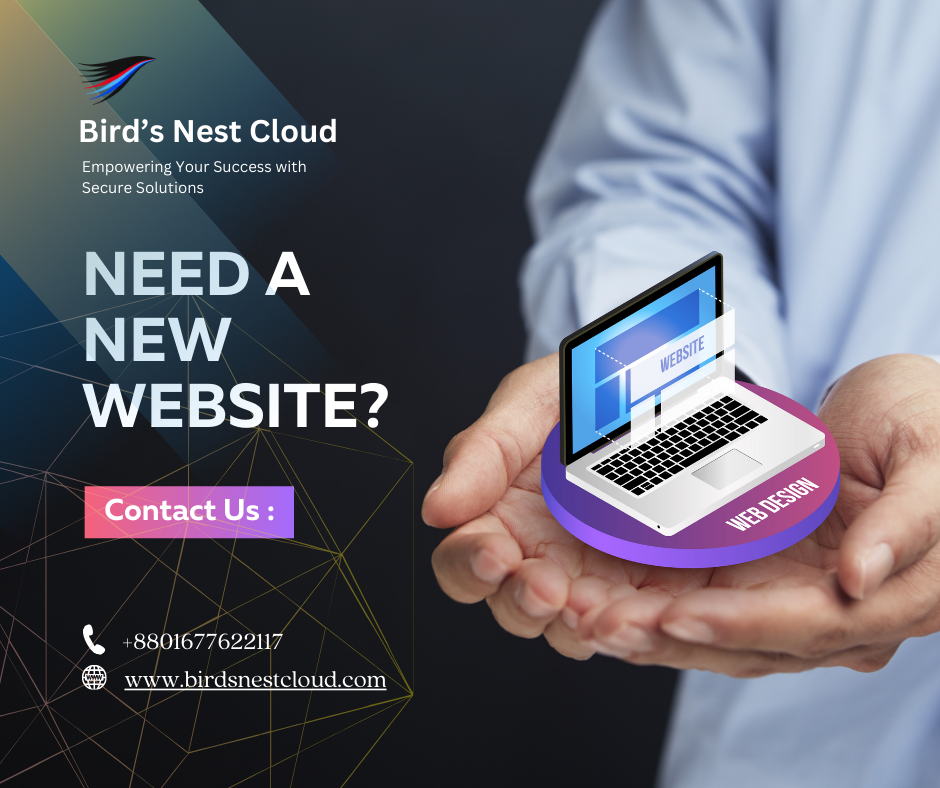 Bird’s Nest Cloud
Empowering Your Success with
Secure Solutions
NEED A
NEW
WEBSITE?
WEBSITE
WEB DESIGN
Contact Us :
+8801677622117
www.birdsnestcloud.com